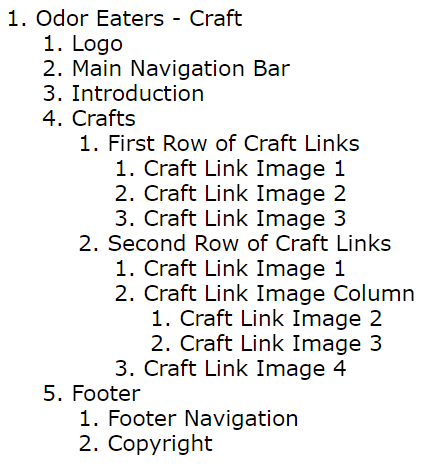 1. Odor Eaters - Craft
1. Logo
2. Main Navigation Bar
3. Introduction
4. Crafts
1. First Row of Craft Links
1. Craft Link Image 1
2. Craft Link Image 2
3. Craft Link Image 3
2. Second Row of Craft Links
1. Craft Link Image 1
2. Craft Link Image Column
1. Craft Link Image 2
2. Craft Link Image 3
3. Craft Link Image 4
5. Footer
1. Footer Navigation
2. Copyright